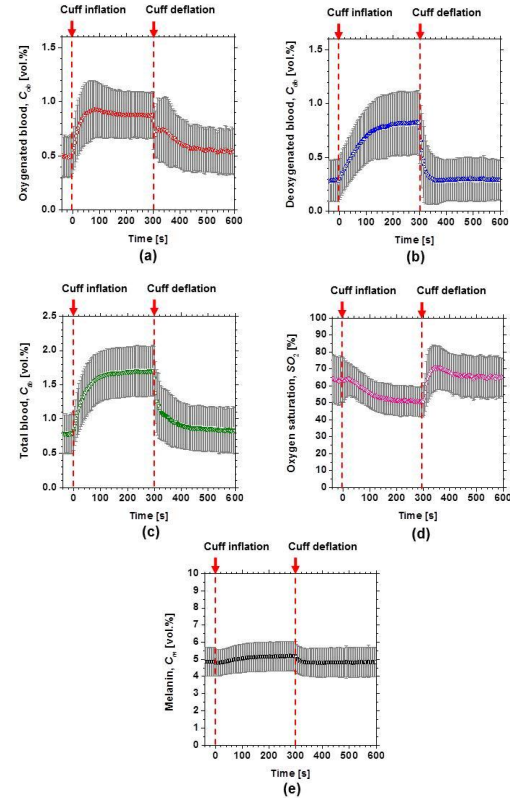 Cuff inflation Cuff deflation
Oxygenated blood, C_ob [vol.%]
1.5
1.0
0.5
0.0
0 100 200 300 400 500 600
Time [s]
(a)
Cuff inflation Cuff deflation
Deoxygenated blood, C_db [vol.%]
1.5
1.0
0.5
0.0
0 100 200 300 400 500 600
Time [s]
(b)
Cuff inflation Cuff deflation
Total blood, C_tb [vol.%]
2.5
2.0
1.5
1.0
0.5
0.0
0 100 200 300 400 500 600
Time [s]
(c)
Cuff inflation Cuff deflation
Oxygen saturation, SO_2 [%]
100
90
80
70
60
50
40
30
20
10
0
0 100 200 300 400 500 600
Time [s]
(d)
Cuff inflation Cuff deflation
Melanin, C_m [vol.%]
10
9
8
7
6
5
4
3
2
1
0
0 100 200 300 400 500 600
Time [s]
(e)